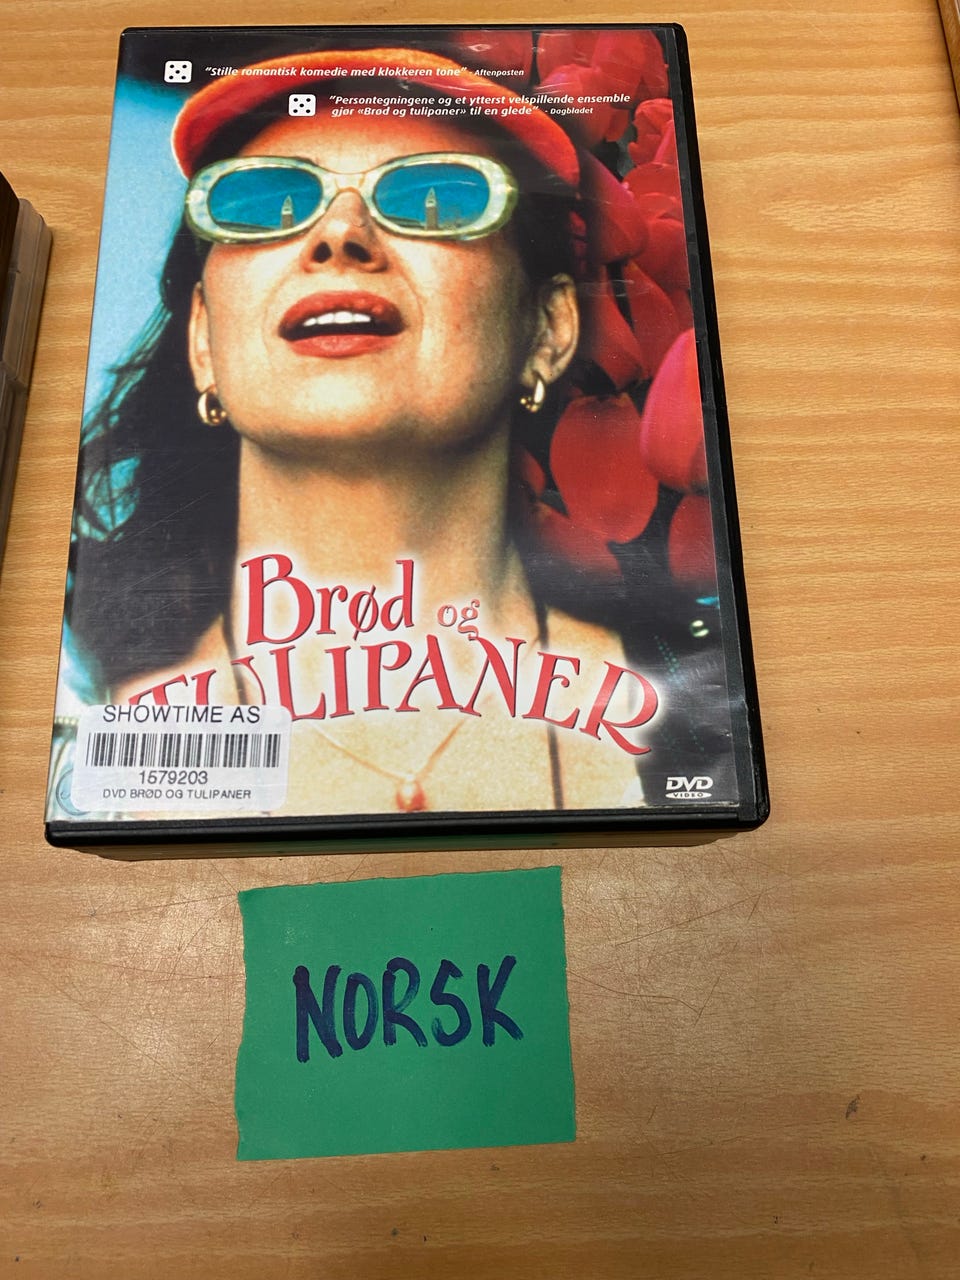 "Stille romantisk komedie med klokkeren tone" - Aftenposten
"Persontegningene og et ytterst velspillende ensemble
gjør «Brød og tulipaner» til en glede" - Dagbladet
Brød og
TULIPANER
SHOWTIME AS
1579203
DVD BRØD OG TULIPANER
DVD
VIDEO
NORSK